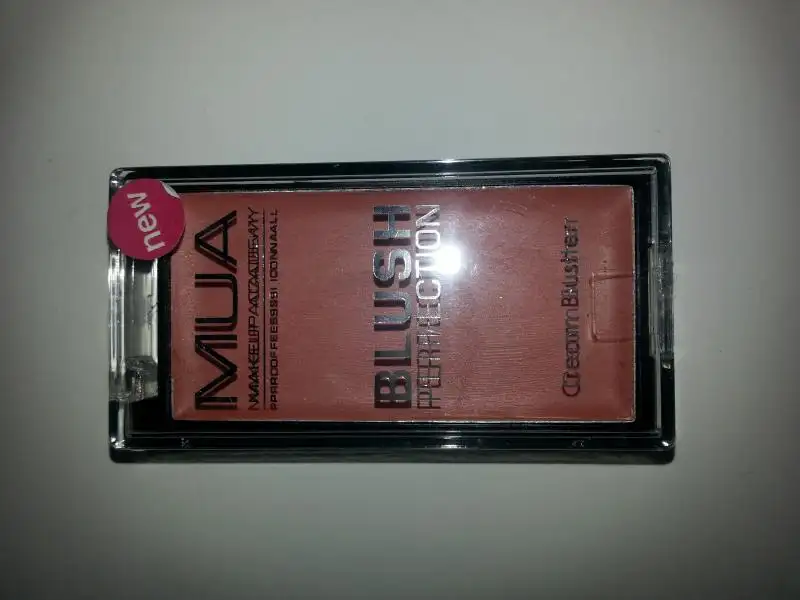 new
MUA
MAKEUP ACADEMY
PROFESSIONAL
BLUSH
PERFECTION
Cream Blusher